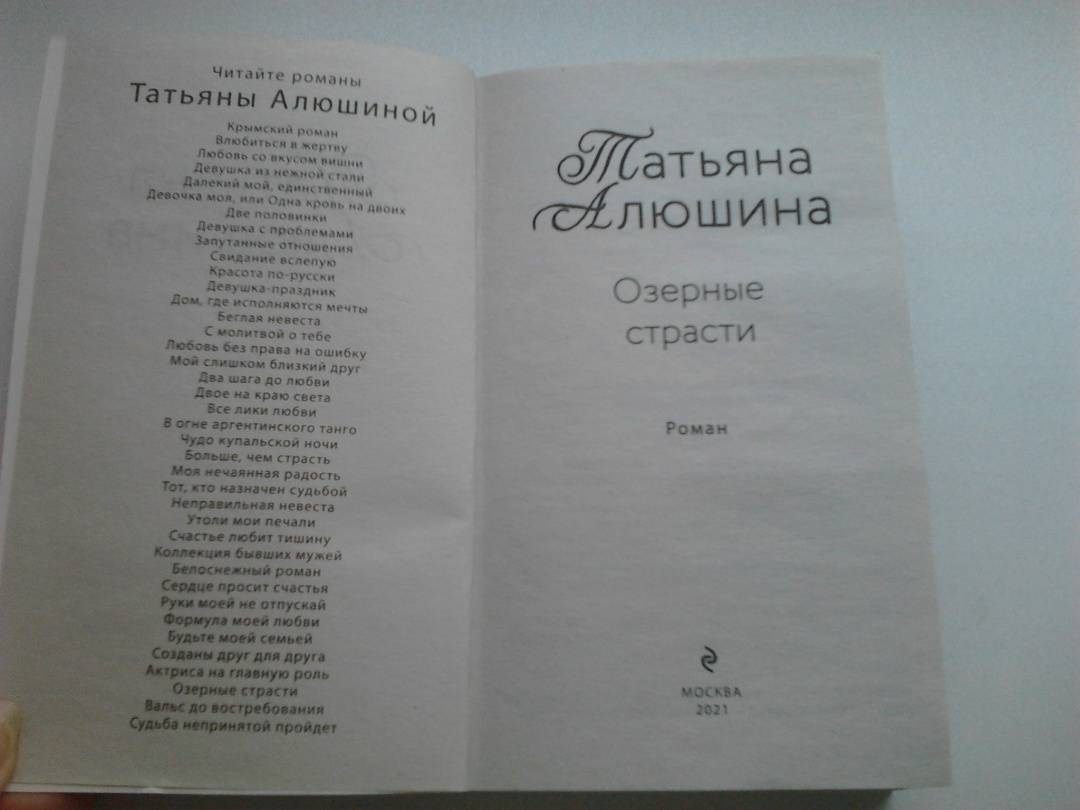 Читайте романы
Татьяны Алюшиной
Крымский роман
Влюбиться в жертву
Любовь со вкусом вишни
Девушка из нежной стали
Далекий мой, единственный
Девочка моя, или Одна кровь на двоих
Две половинки
Девушка с проблемами
Запутанные отношения
Свидание вслепую
Красота по-русски
Девушка-праздник
Дом, где исполняются мечты
Беглая невеста
С молитвой о тебе
Любовь без права на ошибку
Мой слишком близкий друг
Два шага до любви
Двое на краю света
Все лики любви
В огне аргентинского танго
Чудо купальской ночи
Больше, чем страсть
Моя нечаянная радость
Тот, кто назначен судьбой
Неправильная невеста
Утоли мои печали
Счастье любит тишину
Коллекция бывших мужей
Белоснежный роман
Сердце просит счастья
Руки моей не отпускай
Формула моей любви
Будьте моей семьей
Созданы друг для друга
Актриса на главную роль
Озерные страсти
Вальс до востребования
Судьба непринятой пройдет
Татьяна
Алюшина
Озерные
страсти
Роман
МОСКВА
2021